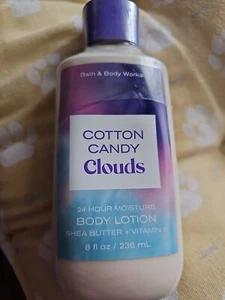 Bath & Body Works
COTTON
CANDY
Clouds
24 HOUR MOISTURE
BODY LOTION
SHEA BUTTER + VITAMIN E
8 fl oz / 236 mL